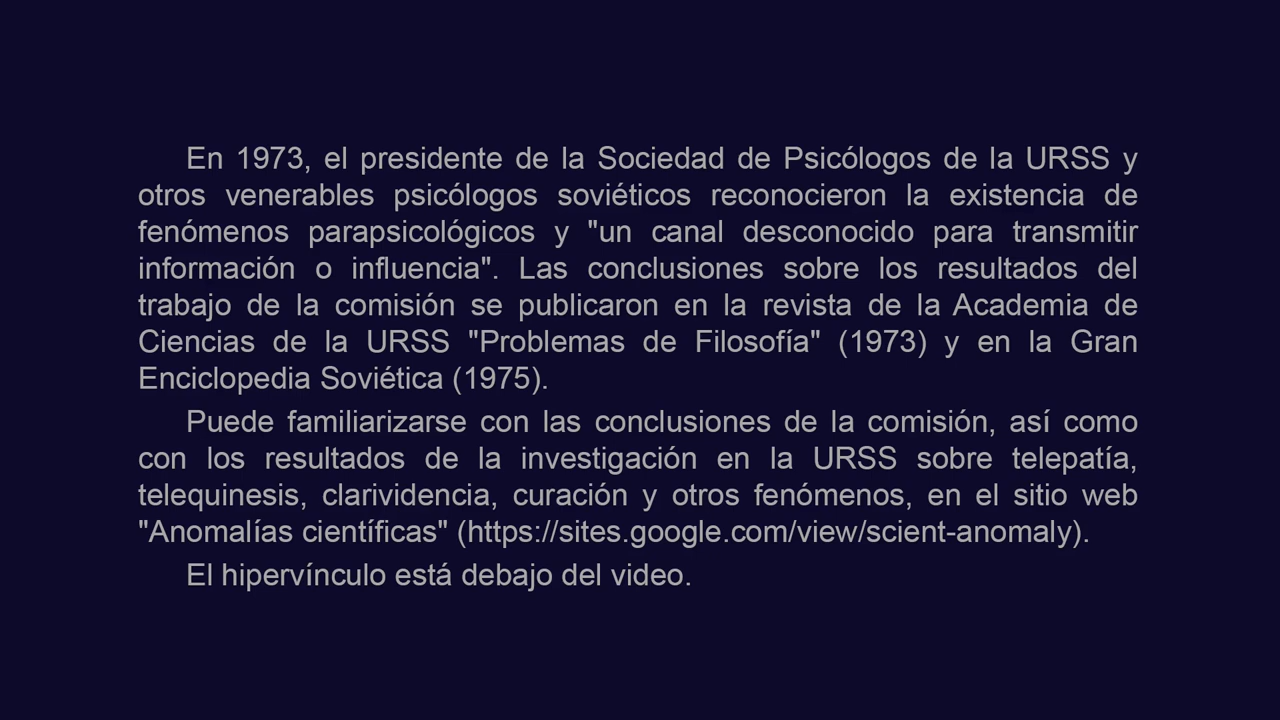 En 1973, el presidente de la Sociedad de Psicólogos de la URSS y
otros venerables psicólogos soviéticos reconocieron la existencia de
fenómenos parapsicológicos y "un canal desconocido para transmitir
información o influencia". Las conclusiones sobre los resultados del
trabajo de la comisión se publicaron en la revista de la Academia de
Ciencias de la URSS "Problemas de Filosofía" (1973) y en la Gran
Enciclopedia Soviética (1975).
Puede familiarizarse con las conclusiones de la comisión, así como
con los resultados de la investigación en la URSS sobre telepatía,
telequinesis, clarividencia, curación y otros fenómenos, en el sitio web
"Anomalías científicas" (https://sites.google.com/view/scient-anomaly).
El hipervínculo está debajo del video.